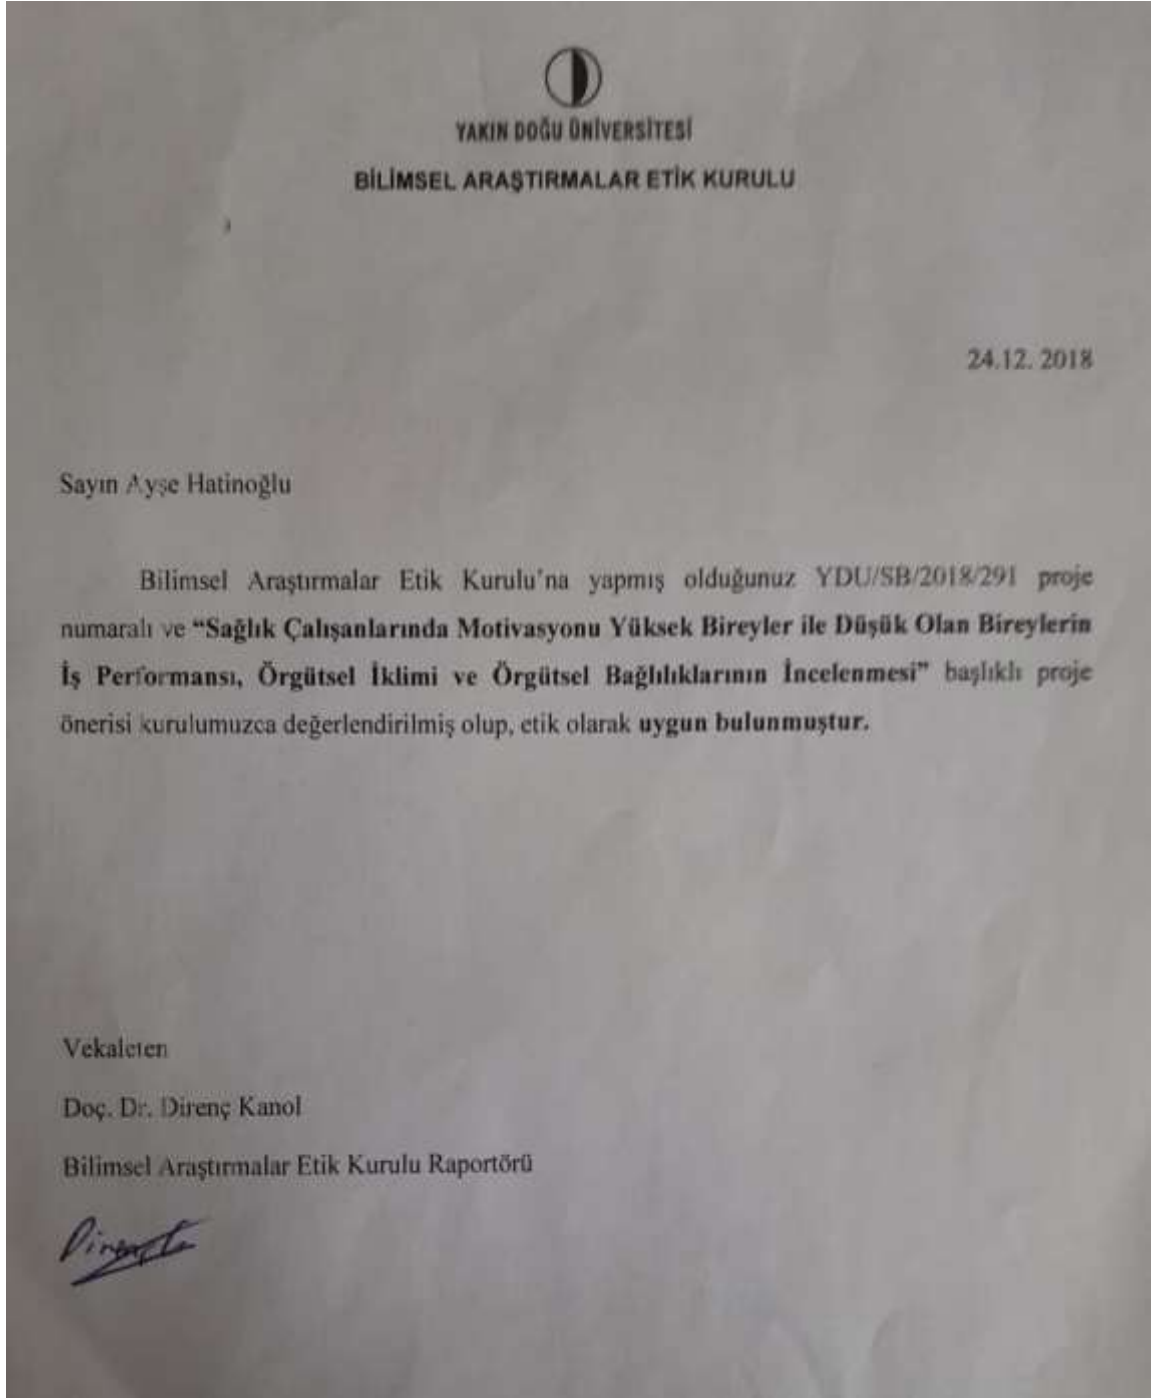 YAKIN DOĞU ÜNİVERSİTESİ
BİLİMSEL ARAŞTIRMALAR ETİK KURULU
24.12. 2018
Sayın Ayşe Hatinoğlu
Bilimsel Araştırmalar Etik Kurulu’na yapmış olduğunuz YDU/SB/2018/291 proje
numaralı ve “Sağlık Çalışanlarında Motivasyonu Yüksek Bireyler ile Düşük Olan Bireylerin
İş Performansı, Örgütsel İklimi ve Örgütsel Bağlılıklarının İncelenmesi” başlıklı proje
önerisi kurulumuzca değerlendirilmiş olup, etik olarak uygun bulunmuştur.
Vekaleten
Doç. Dr. Direnç Kanol
Bilimsel Araştırmalar Etik Kurulu Raportörü